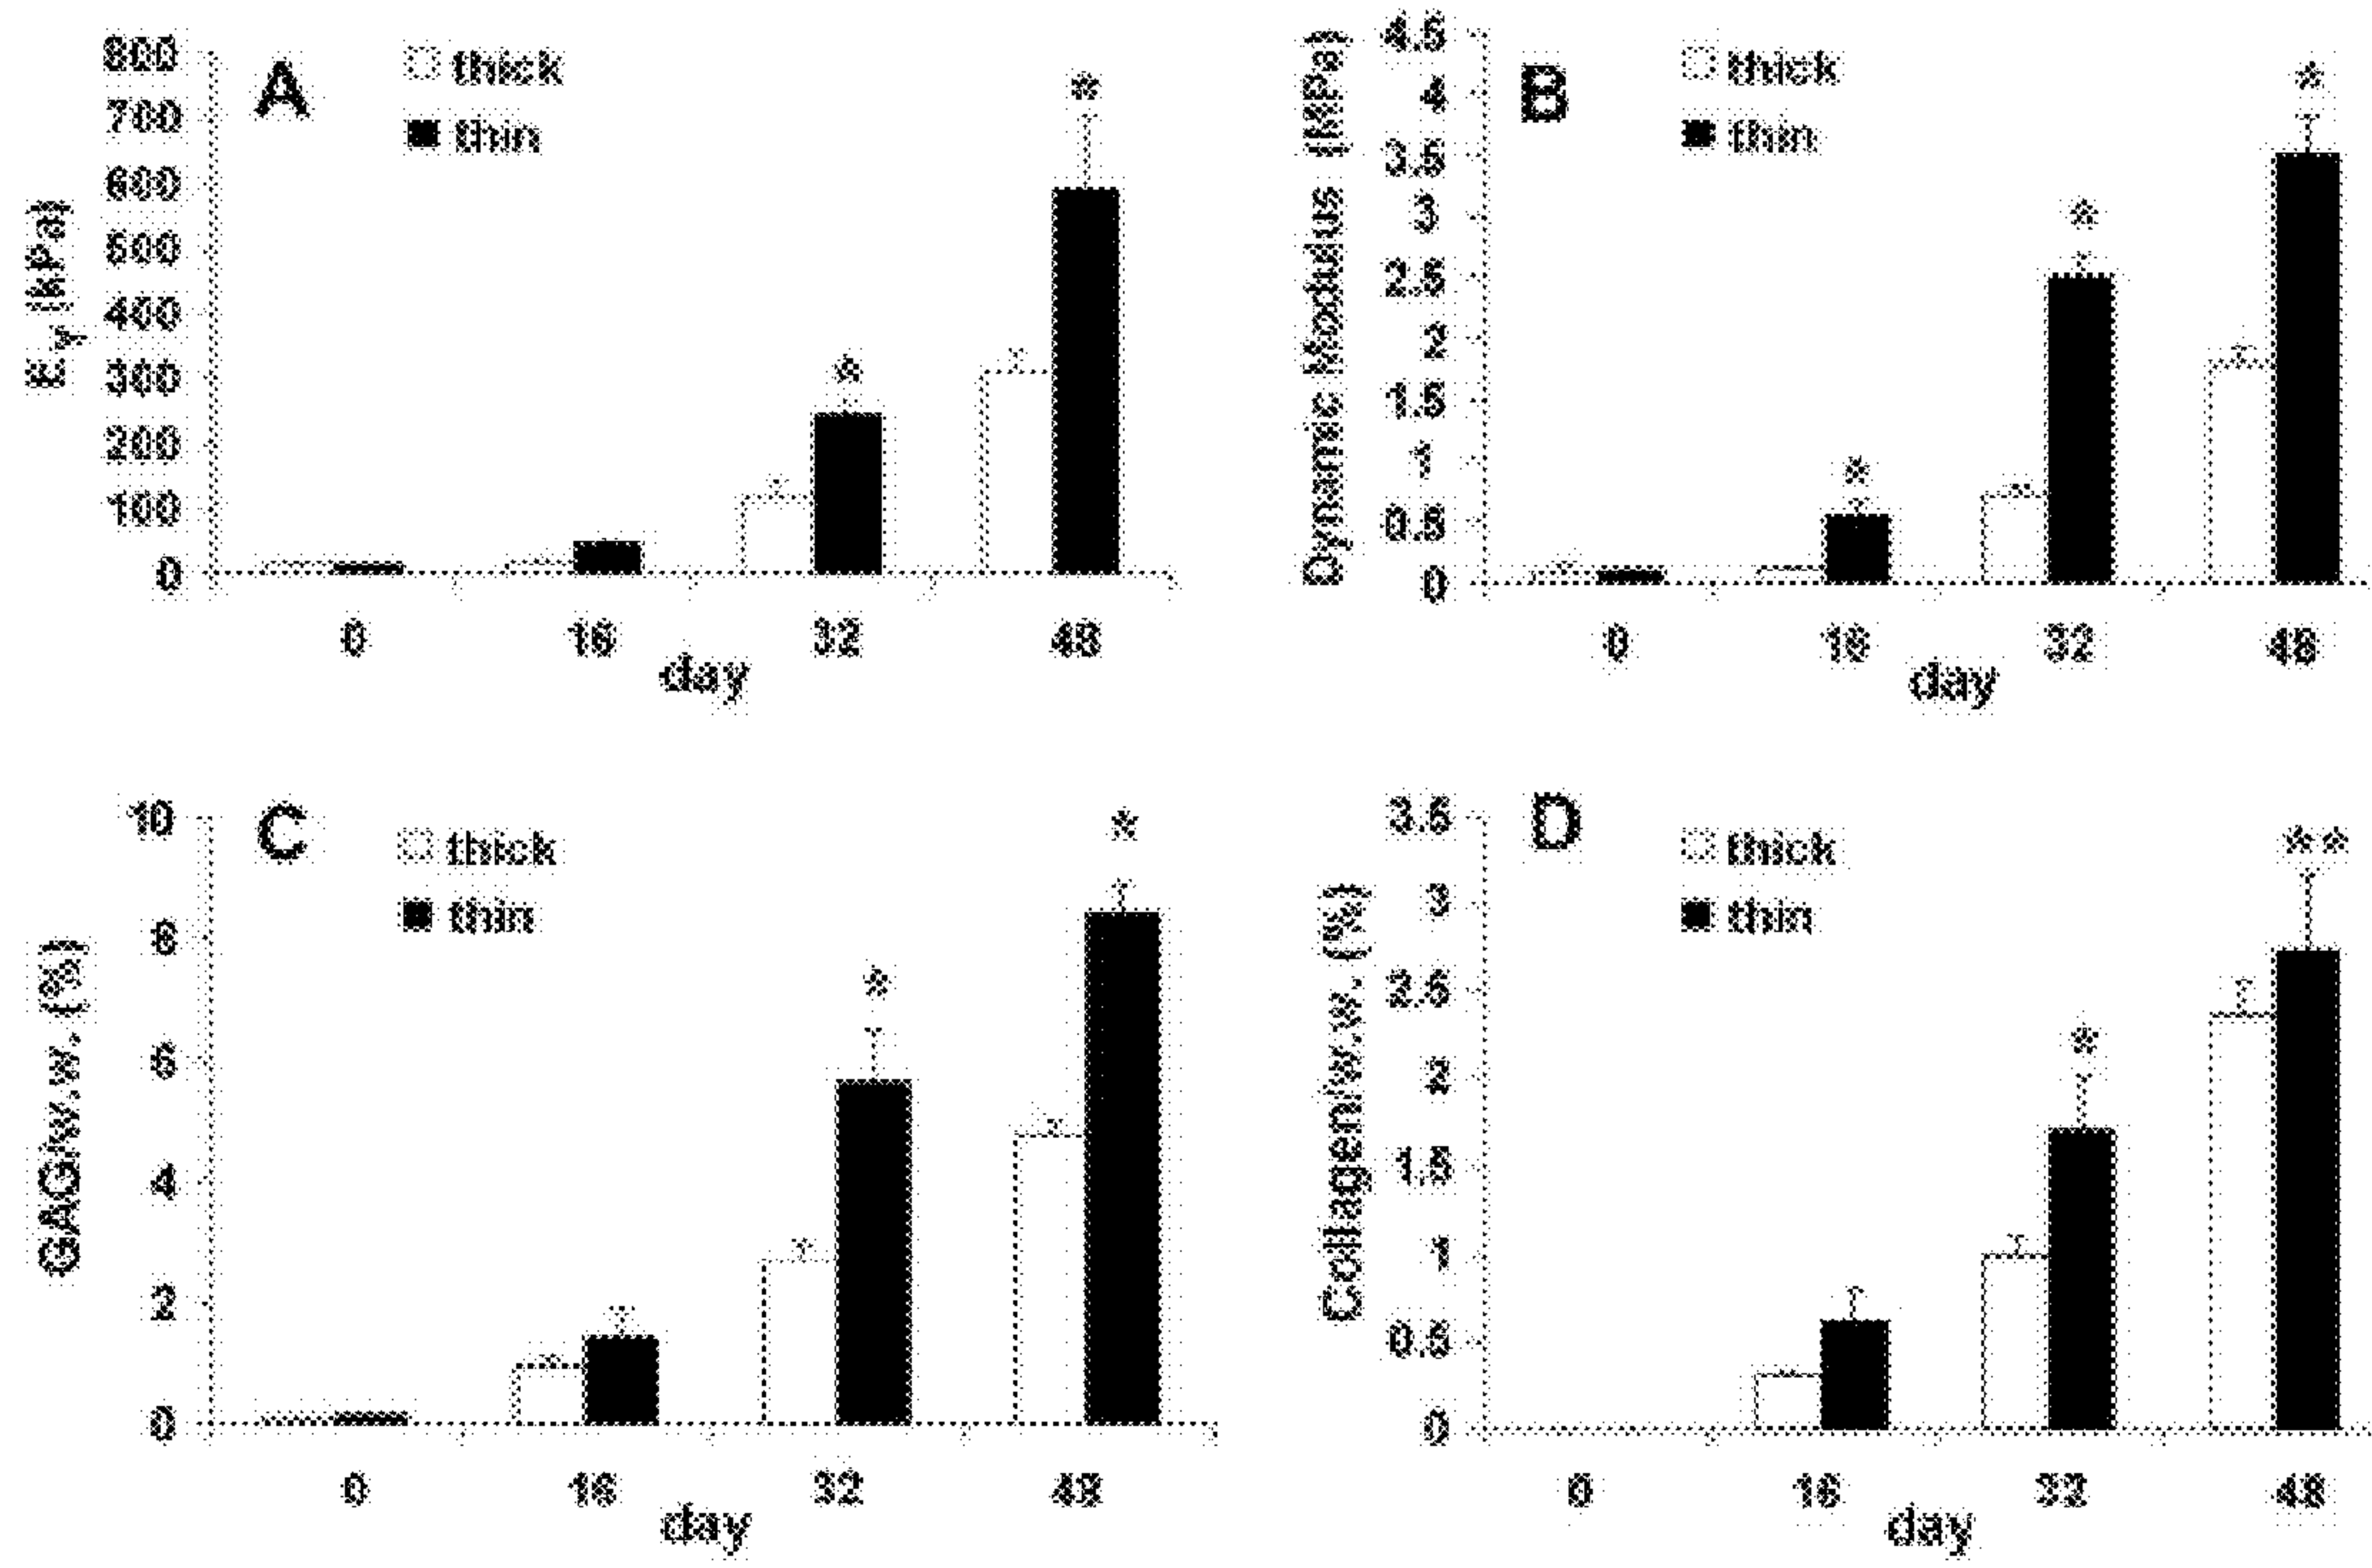 A
thick
thin
*
*
E_Y (kPa)
800
700
600
500
400
300
200
100
0
0 16 32 48
day
B
thick
thin
*
*
*
Dynamic Modulus (MPa)
4.5
4
3.5
3
2.5
2
1.5
1
0.5
0
0 16 32 48
day
C
thick
thin
*
*
GAG/w.w. (%)
10
8
6
4
2
0
0 16 32 48
day
D
thick
thin
**
*
Collagen/w.w. (%)
3.5
3
2.5
2
1.5
1
0.5
0
0 16 32 48
day